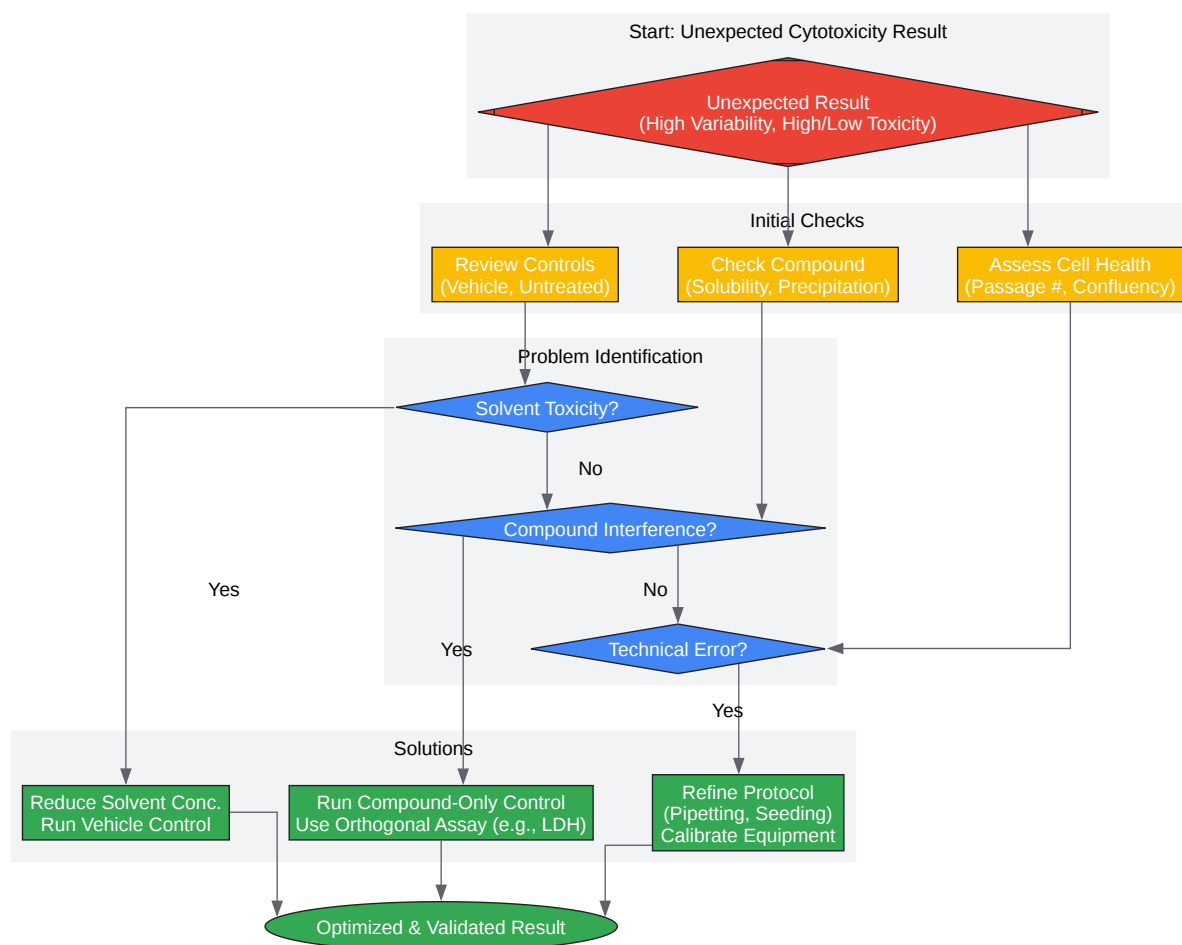 Start: Unexpected Cytotoxicity Result
Unexpected Result
(High Variability, High/Low Toxicity)
Initial Checks
Review Controls
(Vehicle, Untreated)
Check Compound
(Solubility, Precipitation)
Assess Cell Health
(Passage #, Confluency)
Problem Identification
Solvent Toxicity?
No
Compound Interference?
Yes
No
Yes
Technical Error?
Yes
Solutions
Reduce Solvent Conc.
Run Vehicle Control
Run Compound-Only Control
Use Orthogonal Assay (e.g., LDH)
Refine Protocol
(Pipetting, Seeding)
Calibrate Equipment
Optimized & Validated Result